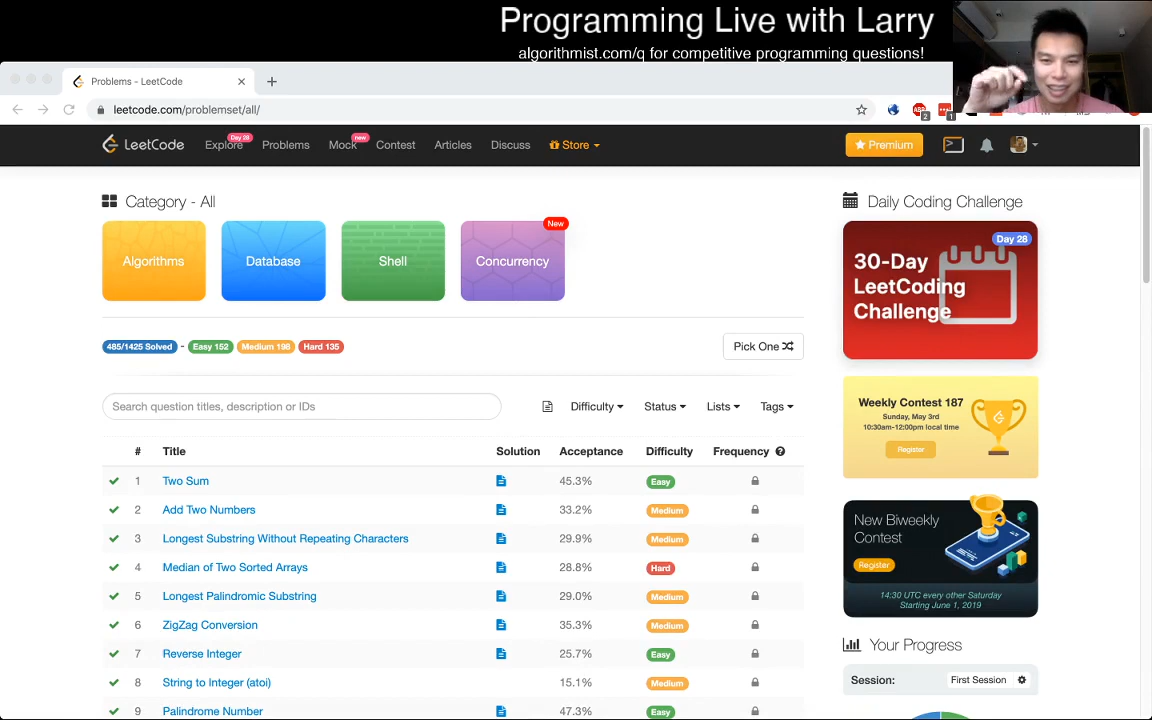 Programming Live with Larry
algorithmist.com/q for competitive programming questions!
Problems - LeetCode
leetcode.com/problemset/all/
ABP
2
1
LeetCode
Explore
Day 28
Problems
Mock
new
Contest
Articles
Discuss
Store
Premium
Category - All
Algorithms
Database
Shell
Concurrency
New
485/1425 Solved - Easy 152 Medium 198 Hard 135
Pick One
Search question titles, description or IDs
Difficulty
Status
Lists
Tags
# Title Solution Acceptance Difficulty Frequency
1 Two Sum 45.3% Easy
2 Add Two Numbers 33.2% Medium
3 Longest Substring Without Repeating Characters 29.9% Medium
4 Median of Two Sorted Arrays 28.8% Hard
5 Longest Palindromic Substring 29.0% Medium
6 ZigZag Conversion 35.3% Medium
7 Reverse Integer 25.7% Easy
8 String to Integer (atoi) 15.1% Medium
9 Palindrome Number 47.3% Easy
Daily Coding Challenge
Day 28
30-Day
LeetCoding
Challenge
Weekly Contest 187
Sunday, May 3rd
10:30am-12:00pm local time
Register
New Biweekly
Contest
Register
14:30 UTC every other Saturday
Starting June 1, 2019
Your Progress
Session: First Session